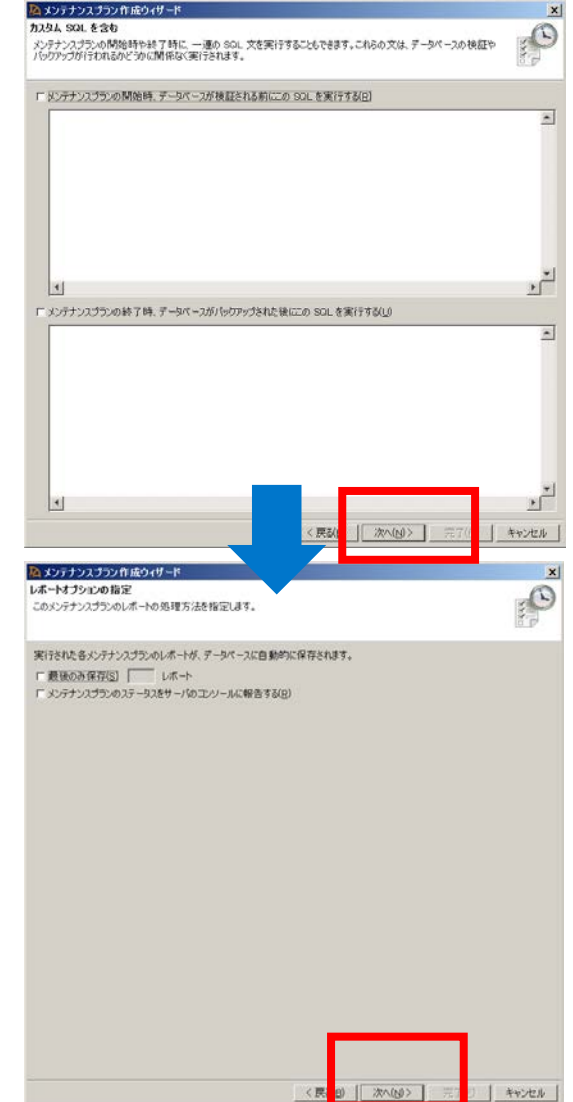 メンテナンスプラン作成ウィザード
カスタム SQL を含む
メンテナンスプランの開始時や終了時に、一連の SQL 文を実行することもできます。これらの文は、データベースの検証や
バックアップが行われるかどうかに関係なく実行されます。
メンテナンスプランの開始時、データベースが検証される前にこの SQL を実行する(B)
メンテナンスプランの終了時、データベースがバックアップされた後にこの SQL を実行する(U)
< 戻る 次へ(N) > 完了 キャンセル
メンテナンスプラン作成ウィザード
レポートオプションの指定
このメンテナンスプランのレポートの処理方法を指定します。
実行された各メンテナンスプランのレポートが、データベースに自動的に保存されます。
最後のみ保存(S) レポート
メンテナンスプランのステータスをサーバのコンソールに報告する(R)
< 戻 (B) 次へ(N) > 完了 キャンセル